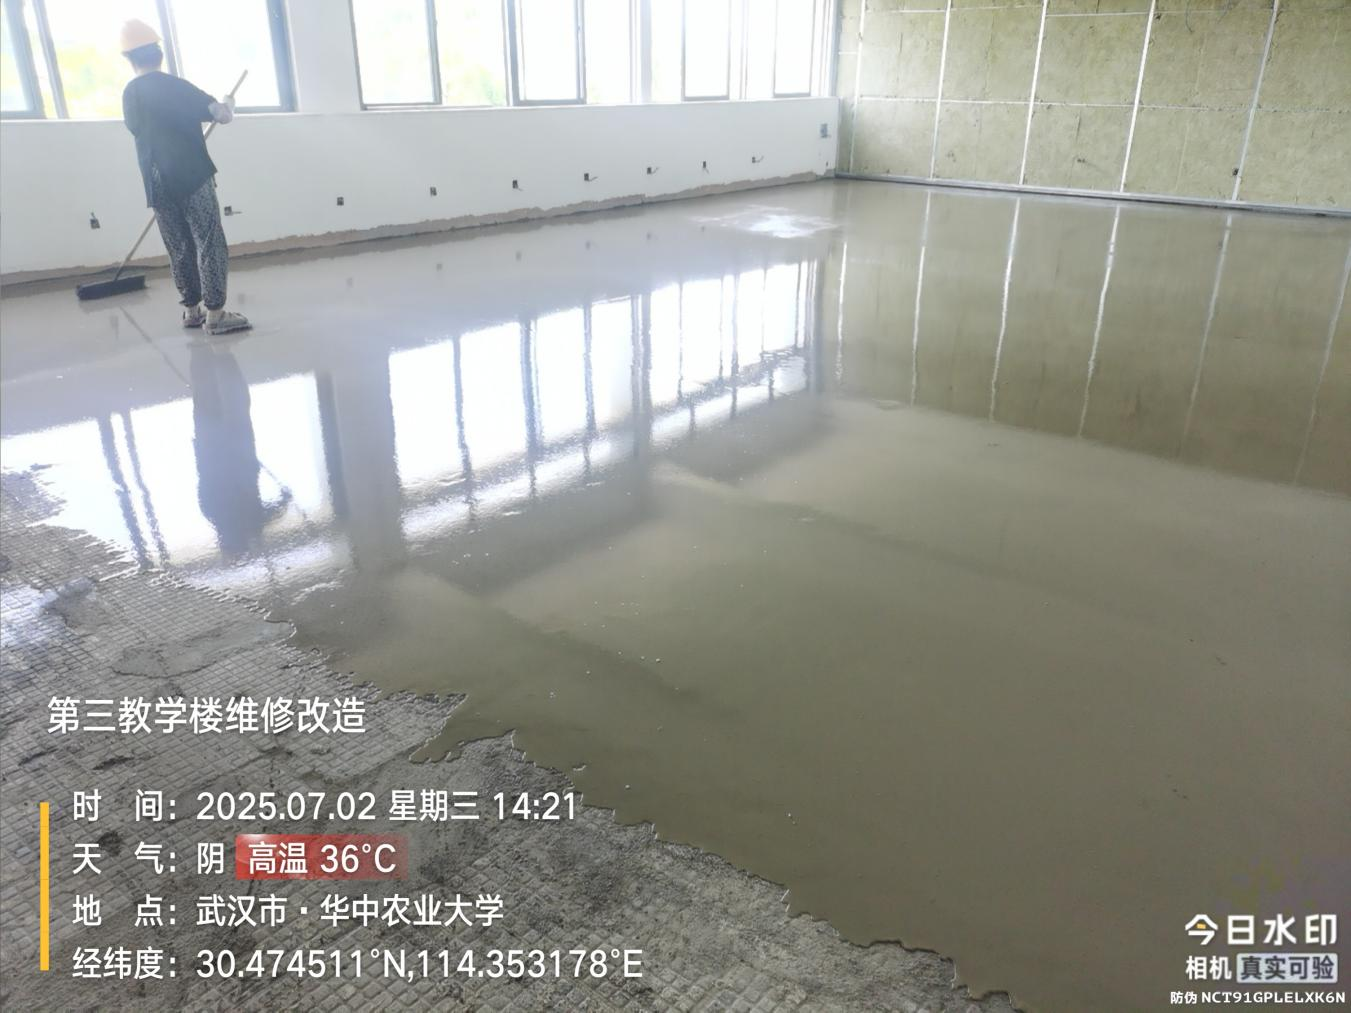 第三教学楼维修改造
时 间：2025.07.02 星期三 14:21
天 气：阴 高温 36°C
地 点：武汉市·华中农业大学
经纬度：30.474511°N,114.353178°E
今日水印
相机 真实可验
防伪 NCT91GPLELXK6N